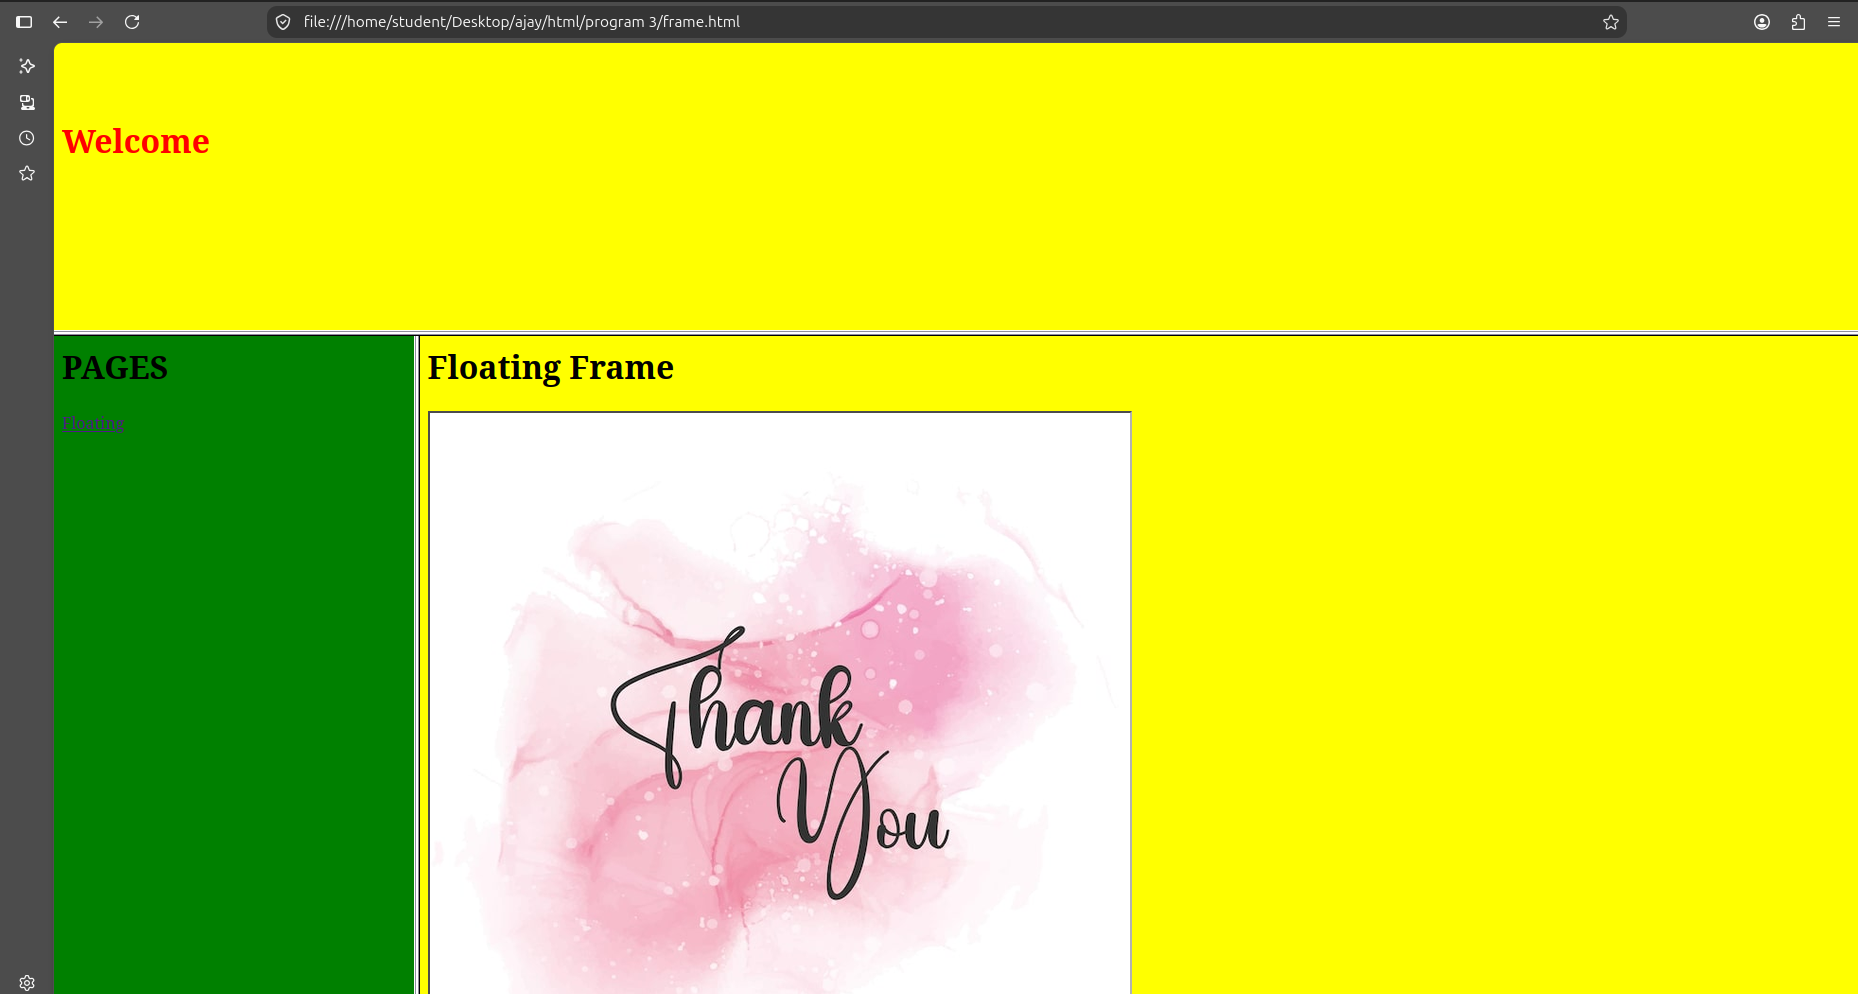 file:///home/student/Desktop/ajay/html/program 3/frame.html
Welcome
PAGES
Floating
Floating Frame
Thank
You